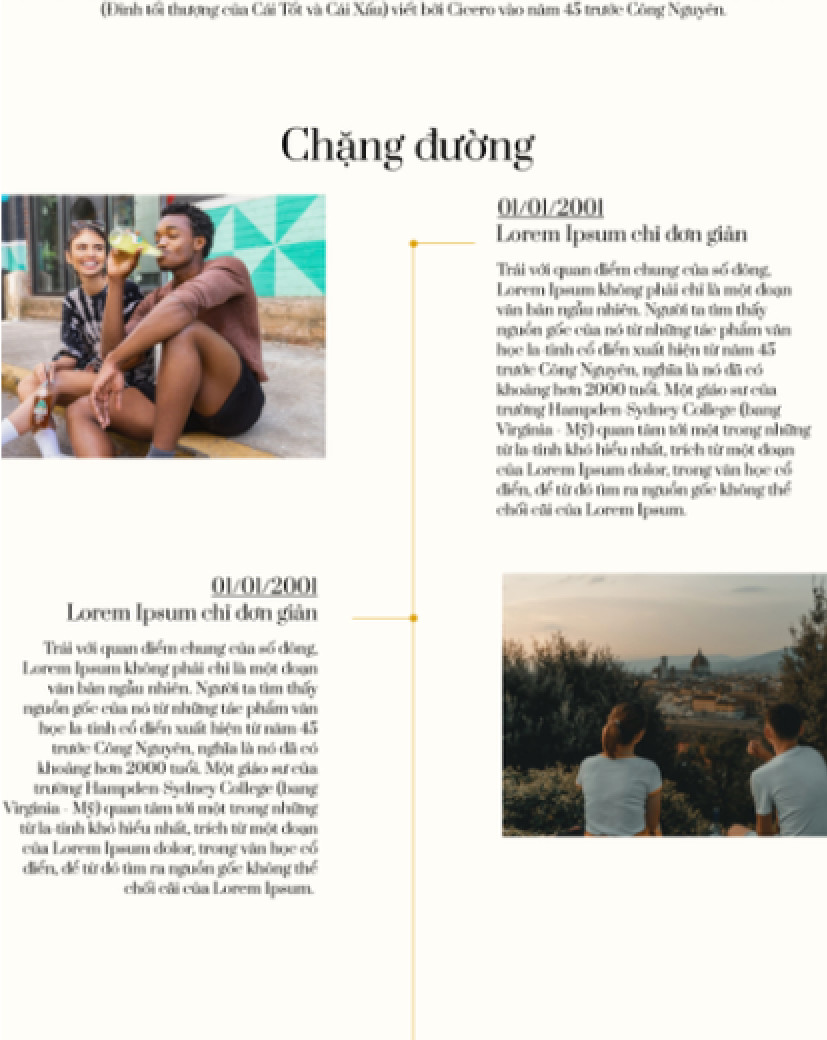 (Đỉnh tối thượng của Cái Tốt và Cái Xấu) viết bởi Cicero vào năm 45 trước Công Nguyên.
Chặng đường
01/01/2001
Lorem Ipsum chỉ đơn giản
Trái với quan điểm chung của số đông,
Lorem Ipsum không phải chỉ là một đoạn
văn bản ngẫu nhiên. Người ta tìm thấy
nguồn gốc của nó từ những tác phẩm văn
học la-tinh cổ điển xuất hiện từ năm 45
trước Công Nguyên, nghĩa là nó đã có
khoảng hơn 2000 tuổi. Một giáo sư của
trường Hampden-Sydney College (bang
Virginia - Mỹ) quan tâm tới một trong những
từ la-tinh khó hiểu nhất, trích từ một đoạn
của Lorem Ipsum dolor, trong văn học cổ
điển, để từ đó tìm ra nguồn gốc không thể
chối cãi của Lorem Ipsum.
01/01/2001
Lorem Ipsum chỉ đơn giản
Trái với quan điểm chung của số đông,
Lorem Ipsum không phải chỉ là một đoạn
văn bản ngẫu nhiên. Người ta tìm thấy
nguồn gốc của nó từ những tác phẩm văn
học la-tinh cổ điển xuất hiện từ năm 45
trước Công Nguyên, nghĩa là nó đã có
khoảng hơn 2000 tuổi. Một giáo sư của
trường Hampden-Sydney College (bang
Virginia - Mỹ) quan tâm tới một trong những
từ la-tinh khó hiểu nhất, trích từ một đoạn
của Lorem Ipsum dolor, trong văn học cổ
điển, để từ đó tìm ra nguồn gốc không thể
chối cãi của Lorem Ipsum.